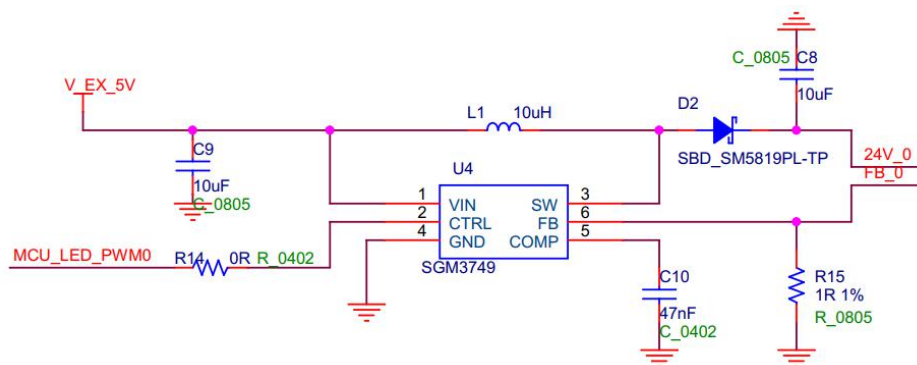 C_0805
C8
10uF
V_EX_5V
L1
10uH
D2
SBD_SM5819PL-TP
C9
10uF
C_0805
24V_0
FB_0
U4
1
VIN
SW
3
2
CTRL
FB
6
4
GND
COMP
5
SGM3749
MCU_LED_PWM0
R14
0R
R_0402
C10
47nF
C_0402
R15
1R 1%
R_0805